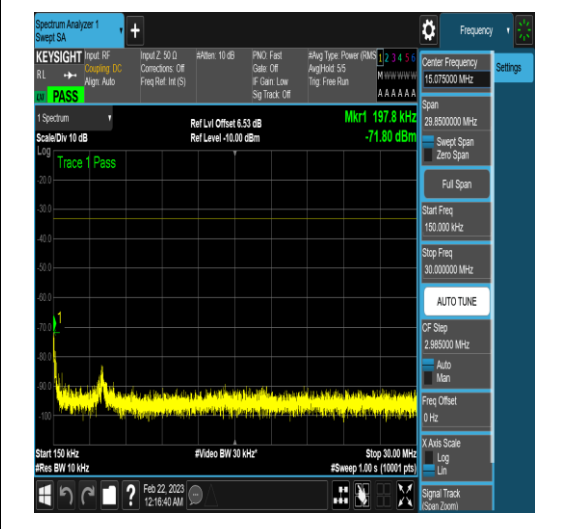 Spectrum Analyzer 1
Swept SA
Frequency
KEYSIGHT
RL
PASS
Input: RF
Coupling: DC
Align: Auto
Input Z: 50 Ω
Corrections: Off
Freq Ref: Int (S)
#Atten: 10 dB
PNO: Fast
Gate: Off
IF Gain: Low
Sig Track: Off
#Avg Type: Power (RMS
Avg|Hold: 5/5
Trig: Free Run
1 2 3 4 5 6
M W W W W W
A A A A A A
1 Spectrum
Scale/Div 10 dB
Ref Lvl Offset 6.53 dB
Ref Level -10.00 dBm
Mkr1 197.8 kHz
-71.80 dBm
Log
Trace 1 Pass
-20.0
-30.0
-40.0
-50.0
-60.0
-70.0
-80.0
-90.0
-100
1
Start 150 kHz
#Res BW 10 kHz
#Video BW 30 kHz*
Stop 30.00 MHz
#Sweep 1.00 s (10001 pts)
Feb 22, 2023
12:16:40 AM
Center Frequency
15.075000 MHz
Settings
Span
29.8500000 MHz
Swept Span
Zero Span
Full Span
Start Freq
150.000 kHz
Stop Freq
30.000000 MHz
AUTO TUNE
CF Step
2.985000 MHz
Auto
Man
Freq Offset
0 Hz
X Axis Scale
Log
Lin
Signal Track
(Span Zoom)